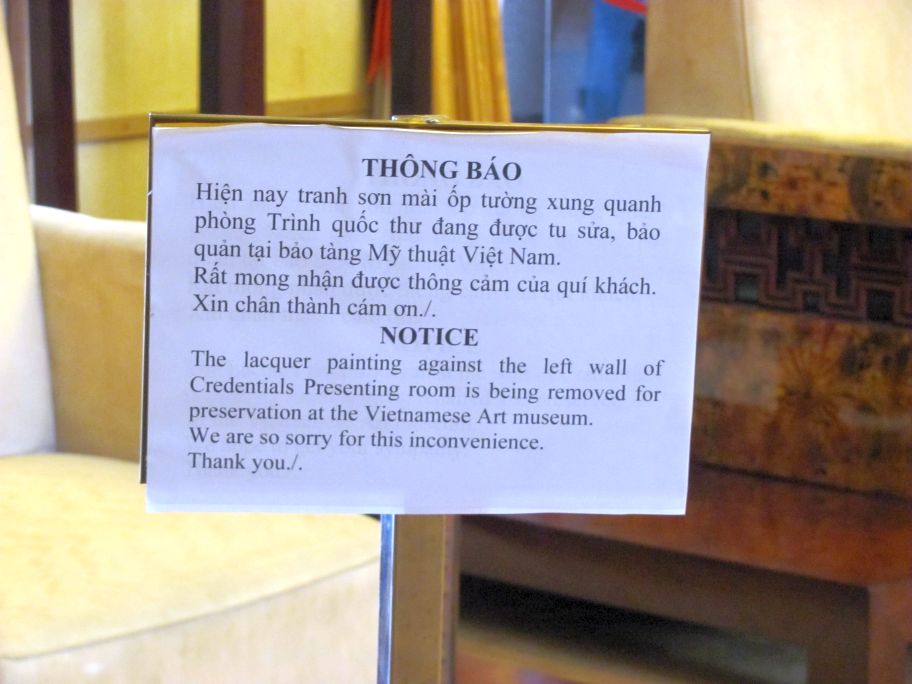 THÔNG BÁO
Hiện nay tranh sơn mài ốp tường xung quanh
phòng Trình quốc thư đang được tu sửa, bảo
quản tại bảo tàng Mỹ thuật Việt Nam.
Rất mong nhận được thông cảm của quí khách.
Xin chân thành cám ơn./.
NOTICE
The lacquer painting against the left wall of
Credentials Presenting room is being removed for
preservation at the Vietnamese Art museum.
We are so sorry for this inconvenience.
Thank you./.